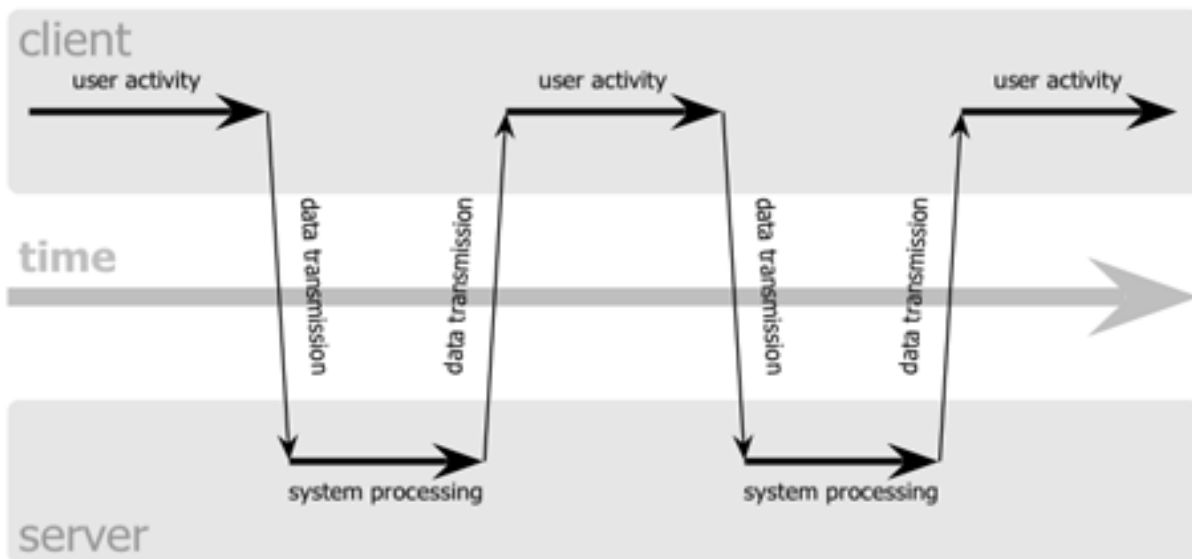 client
user activity
user activity
user activity
data transmission
data transmission
data transmission
data transmission
time
system processing
system processing
server